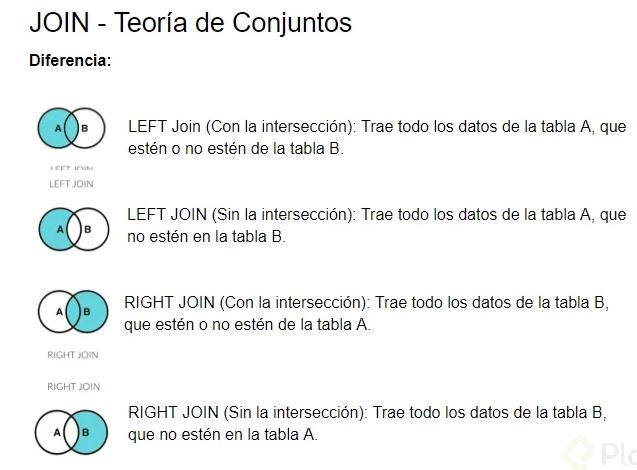 JOIN - Teoría de Conjuntos
Diferencia:
A B
LEFT Join (Con la intersección): Trae todo los datos de la tabla A, que
estén o no estén de la tabla B.
LEFT JOIN
LEFT JOIN
A B
LEFT JOIN (Sin la intersección): Trae todo los datos de la tabla A, que
no estén en la tabla B.
A B
RIGHT JOIN (Con la intersección): Trae todo los datos de la tabla B,
que estén o no estén de la tabla A.
RIGHT JOIN
RIGHT JOIN
A B
RIGHT JOIN (Sin la intersección): Trae todo los datos de la tabla B,
que no estén en la tabla A.